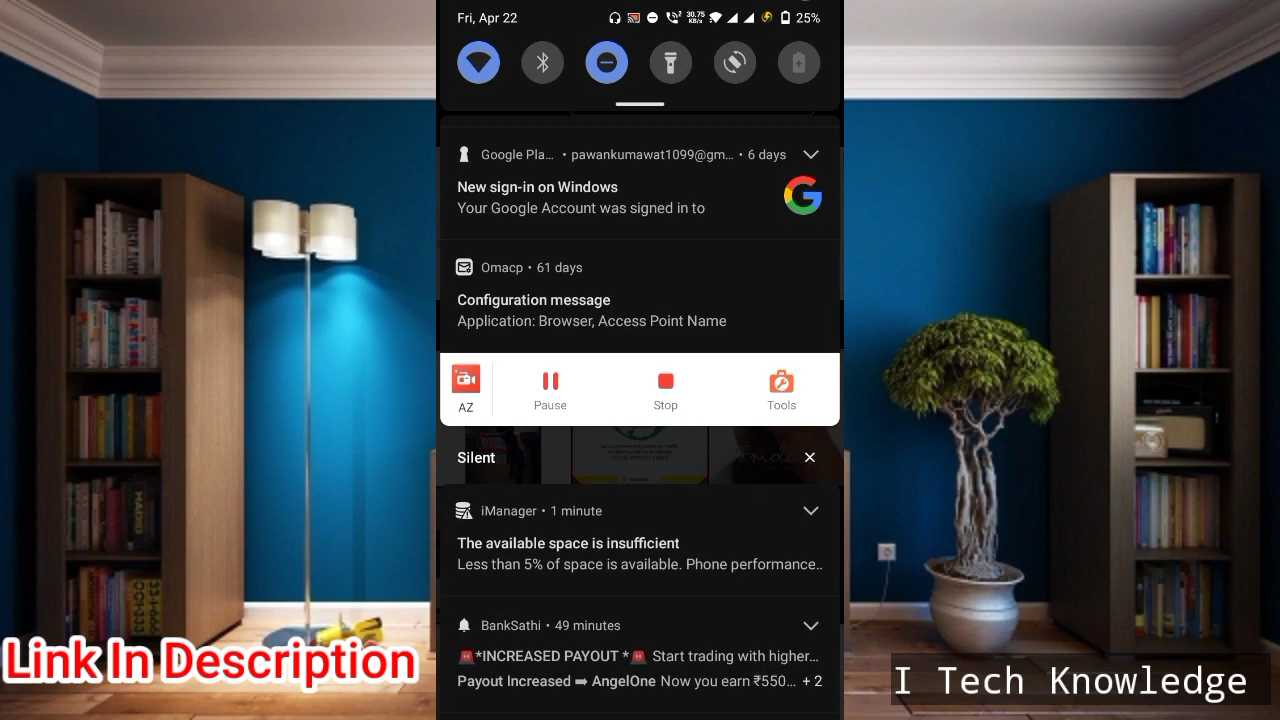 Fri, Apr 22
30.75 KB/s
25%
Google Pla... • pawankumawat1099@gm... • 6 days
New sign-in on Windows
Your Google Account was signed in to
Omacp • 61 days
Configuration message
Application: Browser, Access Point Name
AZ
Pause
Stop
Tools
Silent
iManager • 1 minute
The available space is insufficient
Less than 5% of space is available. Phone performance..
BankSathi • 49 minutes
🚨*INCREASED PAYOUT *🚨 Start trading with higher...
Payout Increased ➡ AngelOne Now you earn ₹550... + 2
Link In Description
I Tech Knowledge